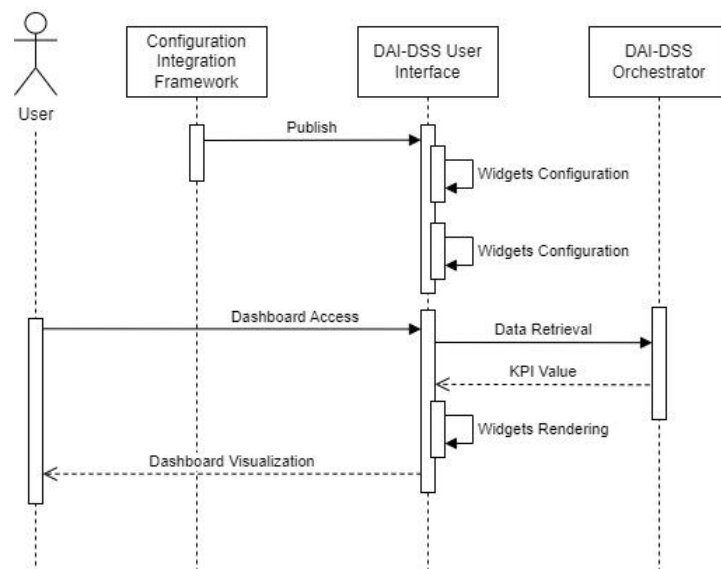 Configuration
Integration
Framework
DAI-DSS User
Interface
DAI-DSS
Orchestrator
User
Publish
Widgets Configuration
Widgets Configuration
Dashboard Access
Data Retrieval
KPI Value
Widgets Rendering
Dashboard Visualization